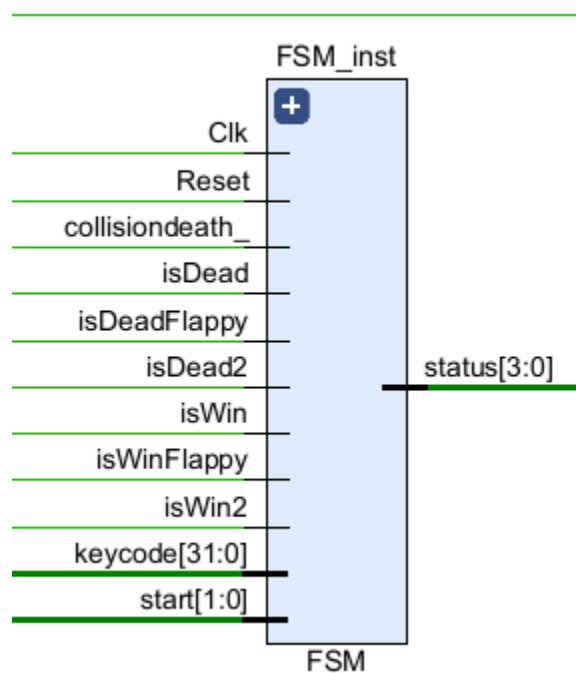 FSM_inst
+
Clk
Reset
collisiondeath_
isDead
isDeadFlappy
isDead2
status[3:0]
isWin
isWinFlappy
isWin2
keycode[31:0]
start[1:0]
FSM